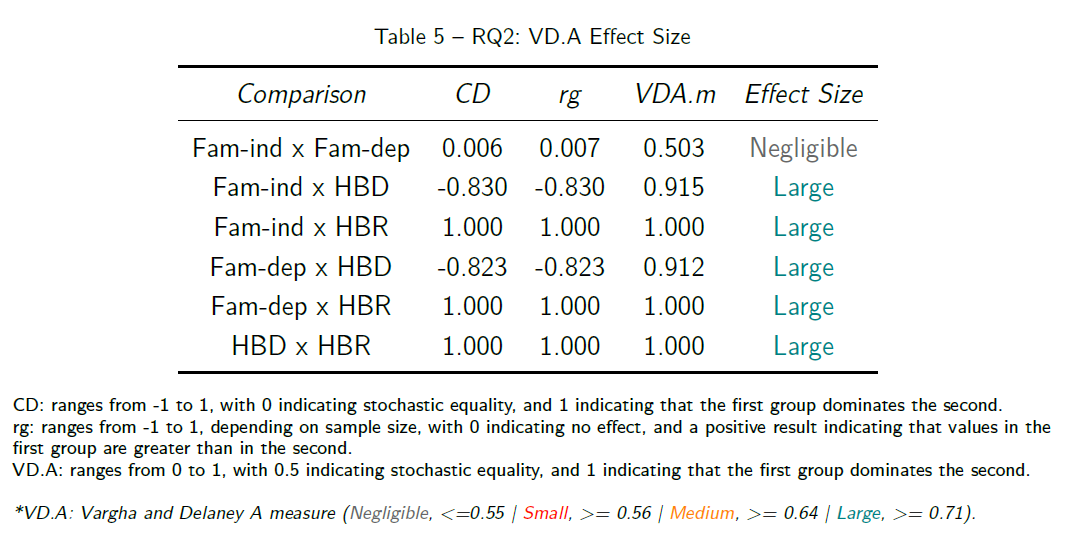 Table 5 – RQ2: VD.A Effect Size
Comparison CD rg VDA.m Effect Size
Fam-ind x Fam-dep 0.006 0.007 0.503 Negligible
Fam-ind x HBD -0.830 -0.830 0.915 Large
Fam-ind x HBR 1.000 1.000 1.000 Large
Fam-dep x HBD -0.823 -0.823 0.912 Large
Fam-dep x HBR 1.000 1.000 1.000 Large
HBD x HBR 1.000 1.000 1.000 Large
CD: ranges from -1 to 1, with 0 indicating stochastic equality, and 1 indicating that the first group dominates the second.
rg: ranges from -1 to 1, depending on sample size, with 0 indicating no effect, and a positive result indicating that values in the
first group are greater than in the second.
VD.A: ranges from 0 to 1, with 0.5 indicating stochastic equality, and 1 indicating that the first group dominates the second.
*VD.A: Vargha and Delaney A measure (Negligible, <=0.55 | Small, >= 0.56 | Medium, >= 0.64 | Large, >= 0.71).